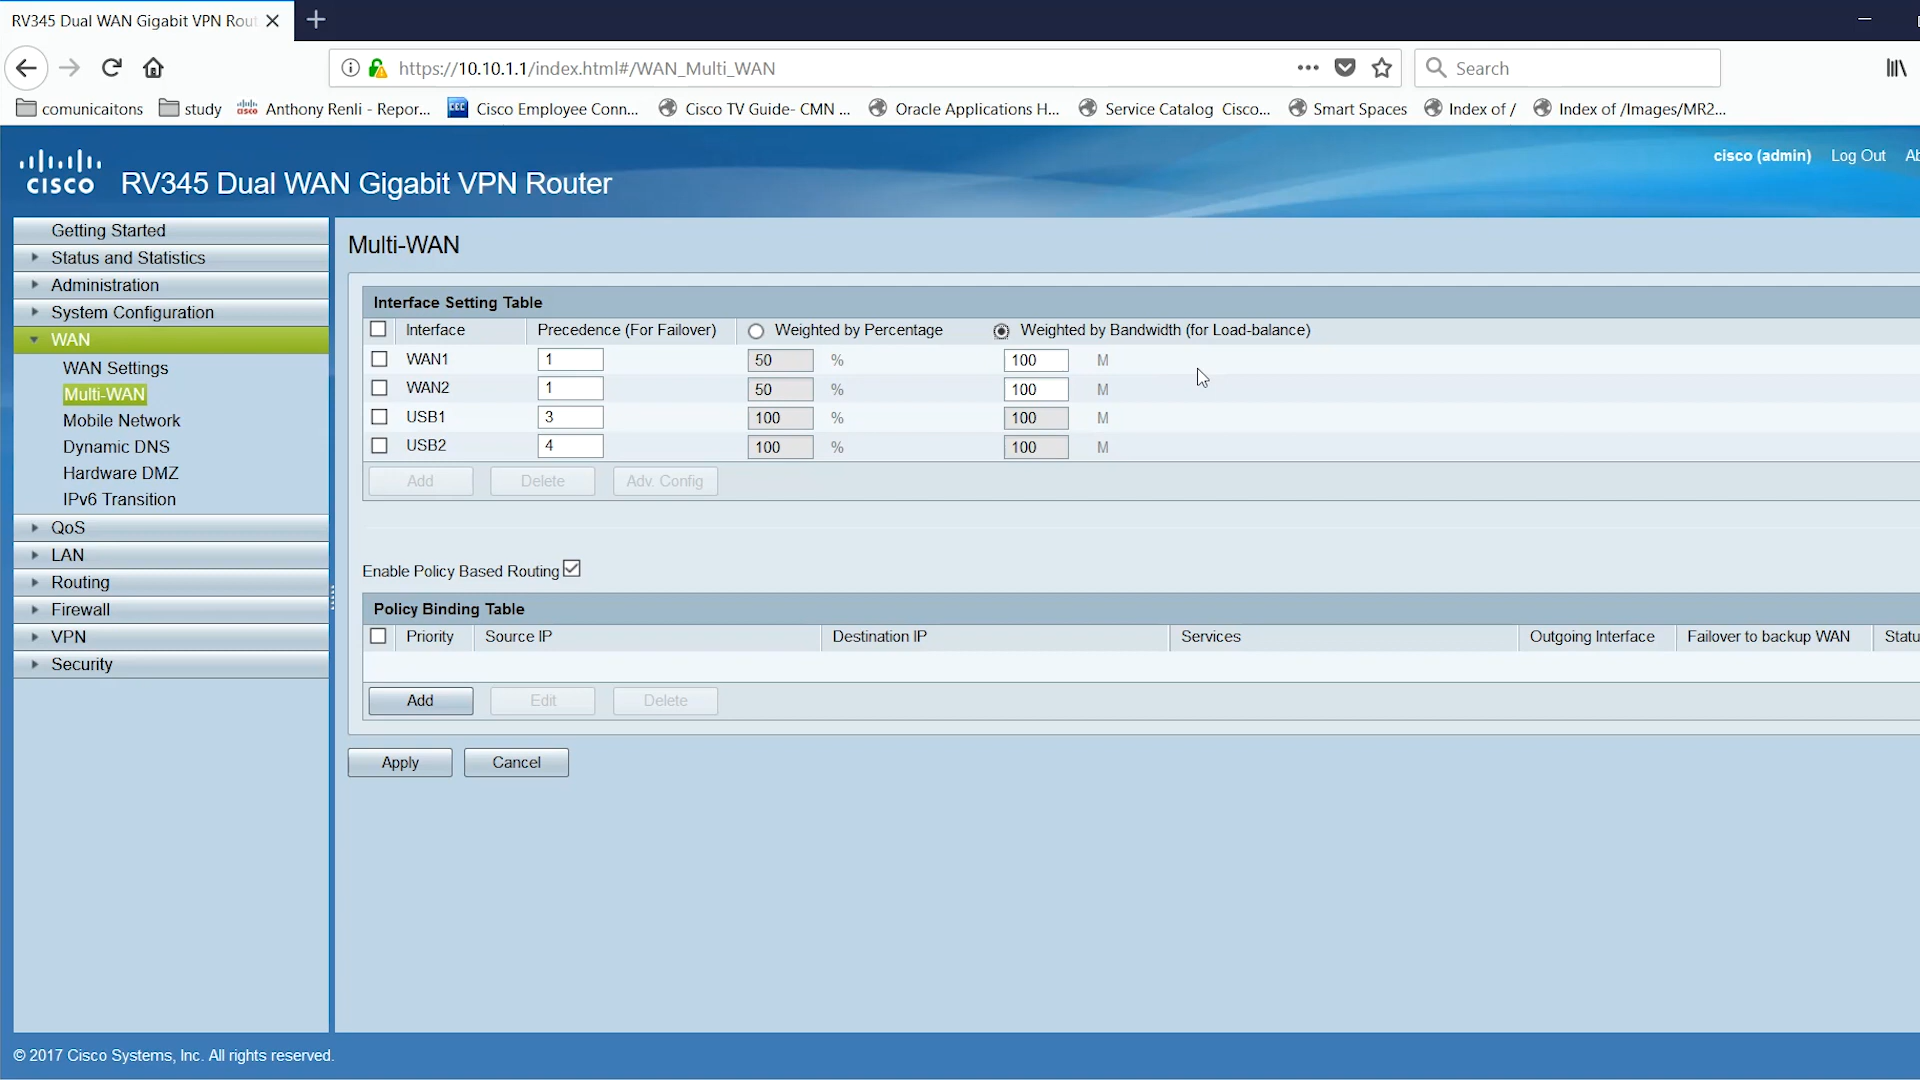 RV345 Dual WAN Gigabit VPN Rout
https://10.10.1.1/index.html#/WAN_Multi_WAN
Search
comunicaitons study Anthony Renli - Repor... Cisco Employee Conn... Cisco TV Guide- CMN ... Oracle Applications H... Service Catalog Cisco... Smart Spaces Index of / Index of /Images/MR2...
cisco (admin) Log Out Ab
cisco RV345 Dual WAN Gigabit VPN Router
Getting Started
Status and Statistics
Administration
System Configuration
WAN
WAN Settings
Multi-WAN
Mobile Network
Dynamic DNS
Hardware DMZ
IPv6 Transition
QoS
LAN
Routing
Firewall
VPN
Security
Multi-WAN
Interface Setting Table
Interface Precedence (For Failover) Weighted by Percentage Weighted by Bandwidth (for Load-balance)
WAN1 1 50 % 100 M
WAN2 1 50 % 100 M
USB1 3 100 % 100 M
USB2 4 100 % 100 M
Add Delete Adv. Config
Enable Policy Based Routing
Policy Binding Table
Priority Source IP Destination IP Services Outgoing Interface Failover to backup WAN Statu
Add Edit Delete
Apply Cancel
© 2017 Cisco Systems, Inc. All rights reserved.